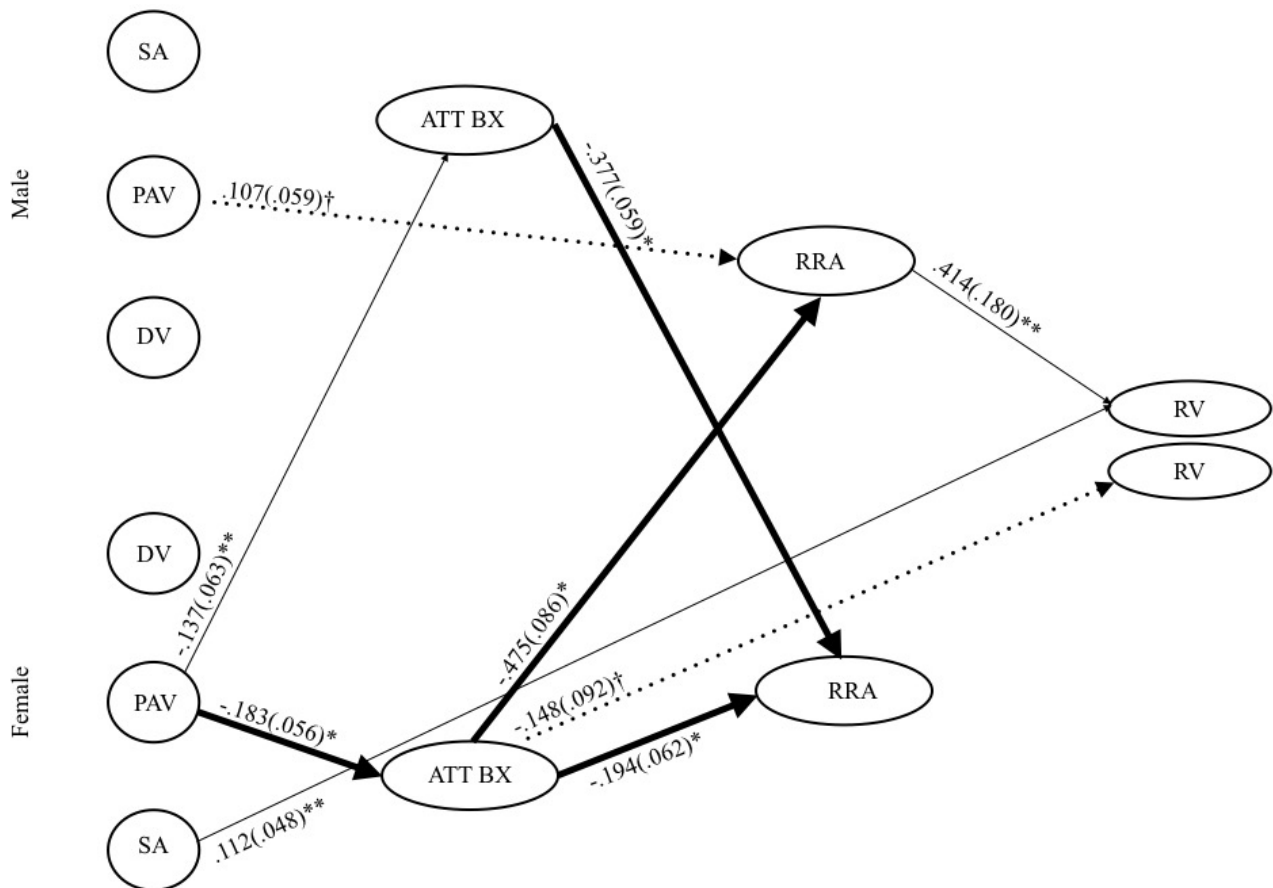 SA
ATT BX
Male
PAV
.107(.059)†
-.377(.059)*
RRA
.414(.180)**
DV
RV
RV
DV
-.137(.063)**
-.475(.086)*
Female
PAV
-.183(.056)*
-.148(.092)†
RRA
ATT BX
-.194(.062)*
SA
.112(.048)**